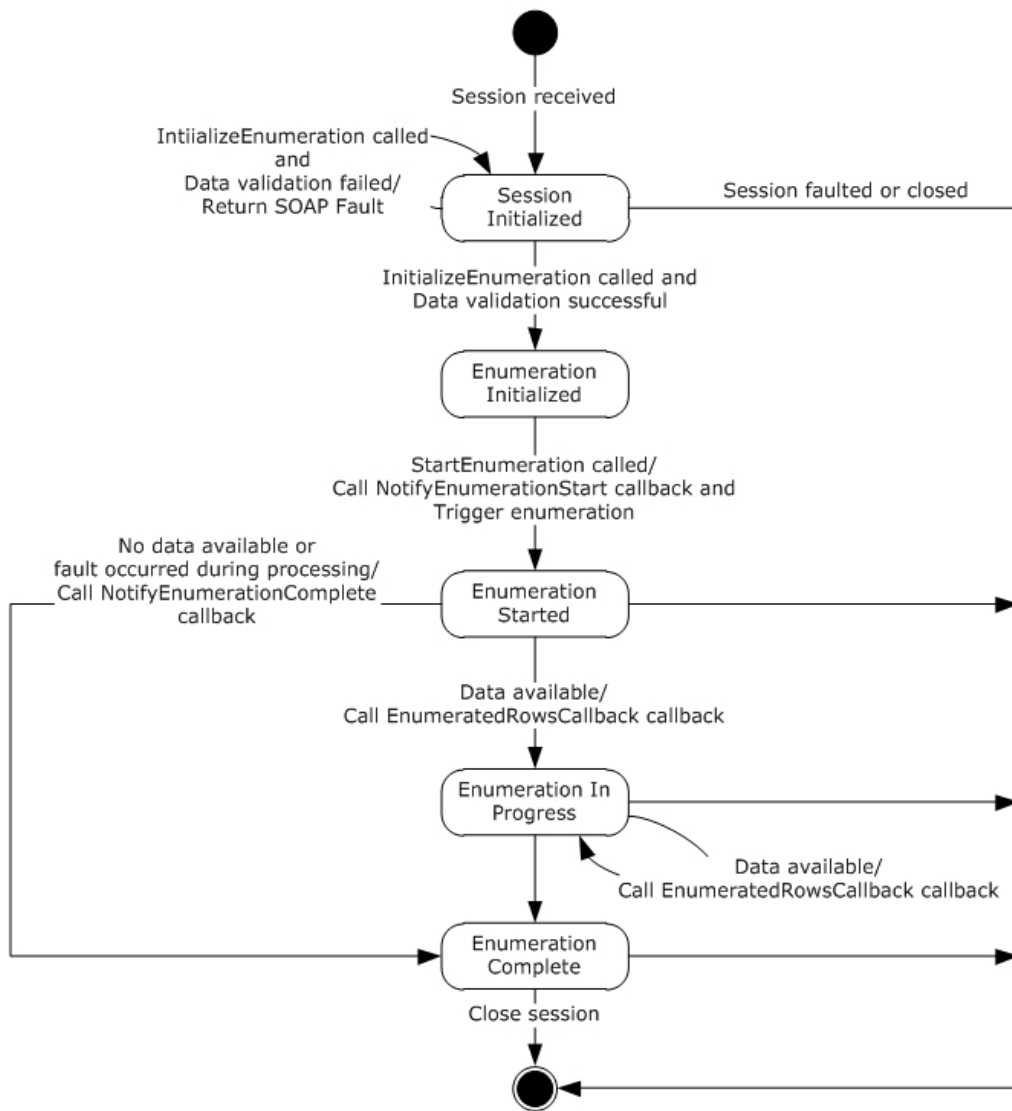 Session received
IntiializeEnumeration called
and
Data validation failed/
Return SOAP Fault
Session
Initialized
Session faulted or closed
InitializeEnumeration called and
Data validation successful
Enumeration
Initialized
StartEnumeration called/
Call NotifyEnumerationStart callback and
Trigger enumeration
No data available or
fault occurred during processing/
Call NotifyEnumerationComplete
callback
Enumeration
Started
Data available/
Call EnumeratedRowsCallback callback
Enumeration In
Progress
Data available/
Call EnumeratedRowsCallback callback
Enumeration
Complete
Close session